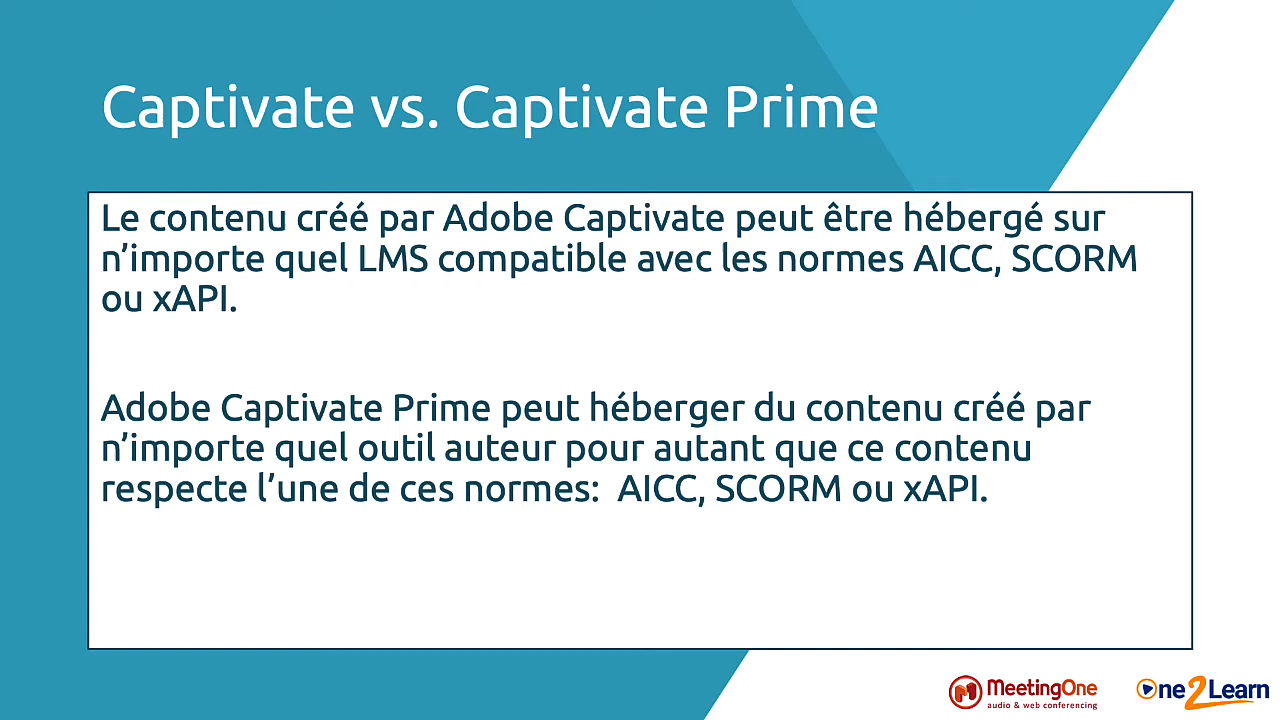 Captivate vs. Captivate Prime
Le contenu créé par Adobe Captivate peut être hébergé sur
n’importe quel LMS compatible avec les normes AICC, SCORM
ou xAPI.
Adobe Captivate Prime peut héberger du contenu créé par
n’importe quel outil auteur pour autant que ce contenu
respecte l’une de ces normes:  AICC, SCORM ou xAPI.
MeetingOne
audio & web conferencing
One2Learn